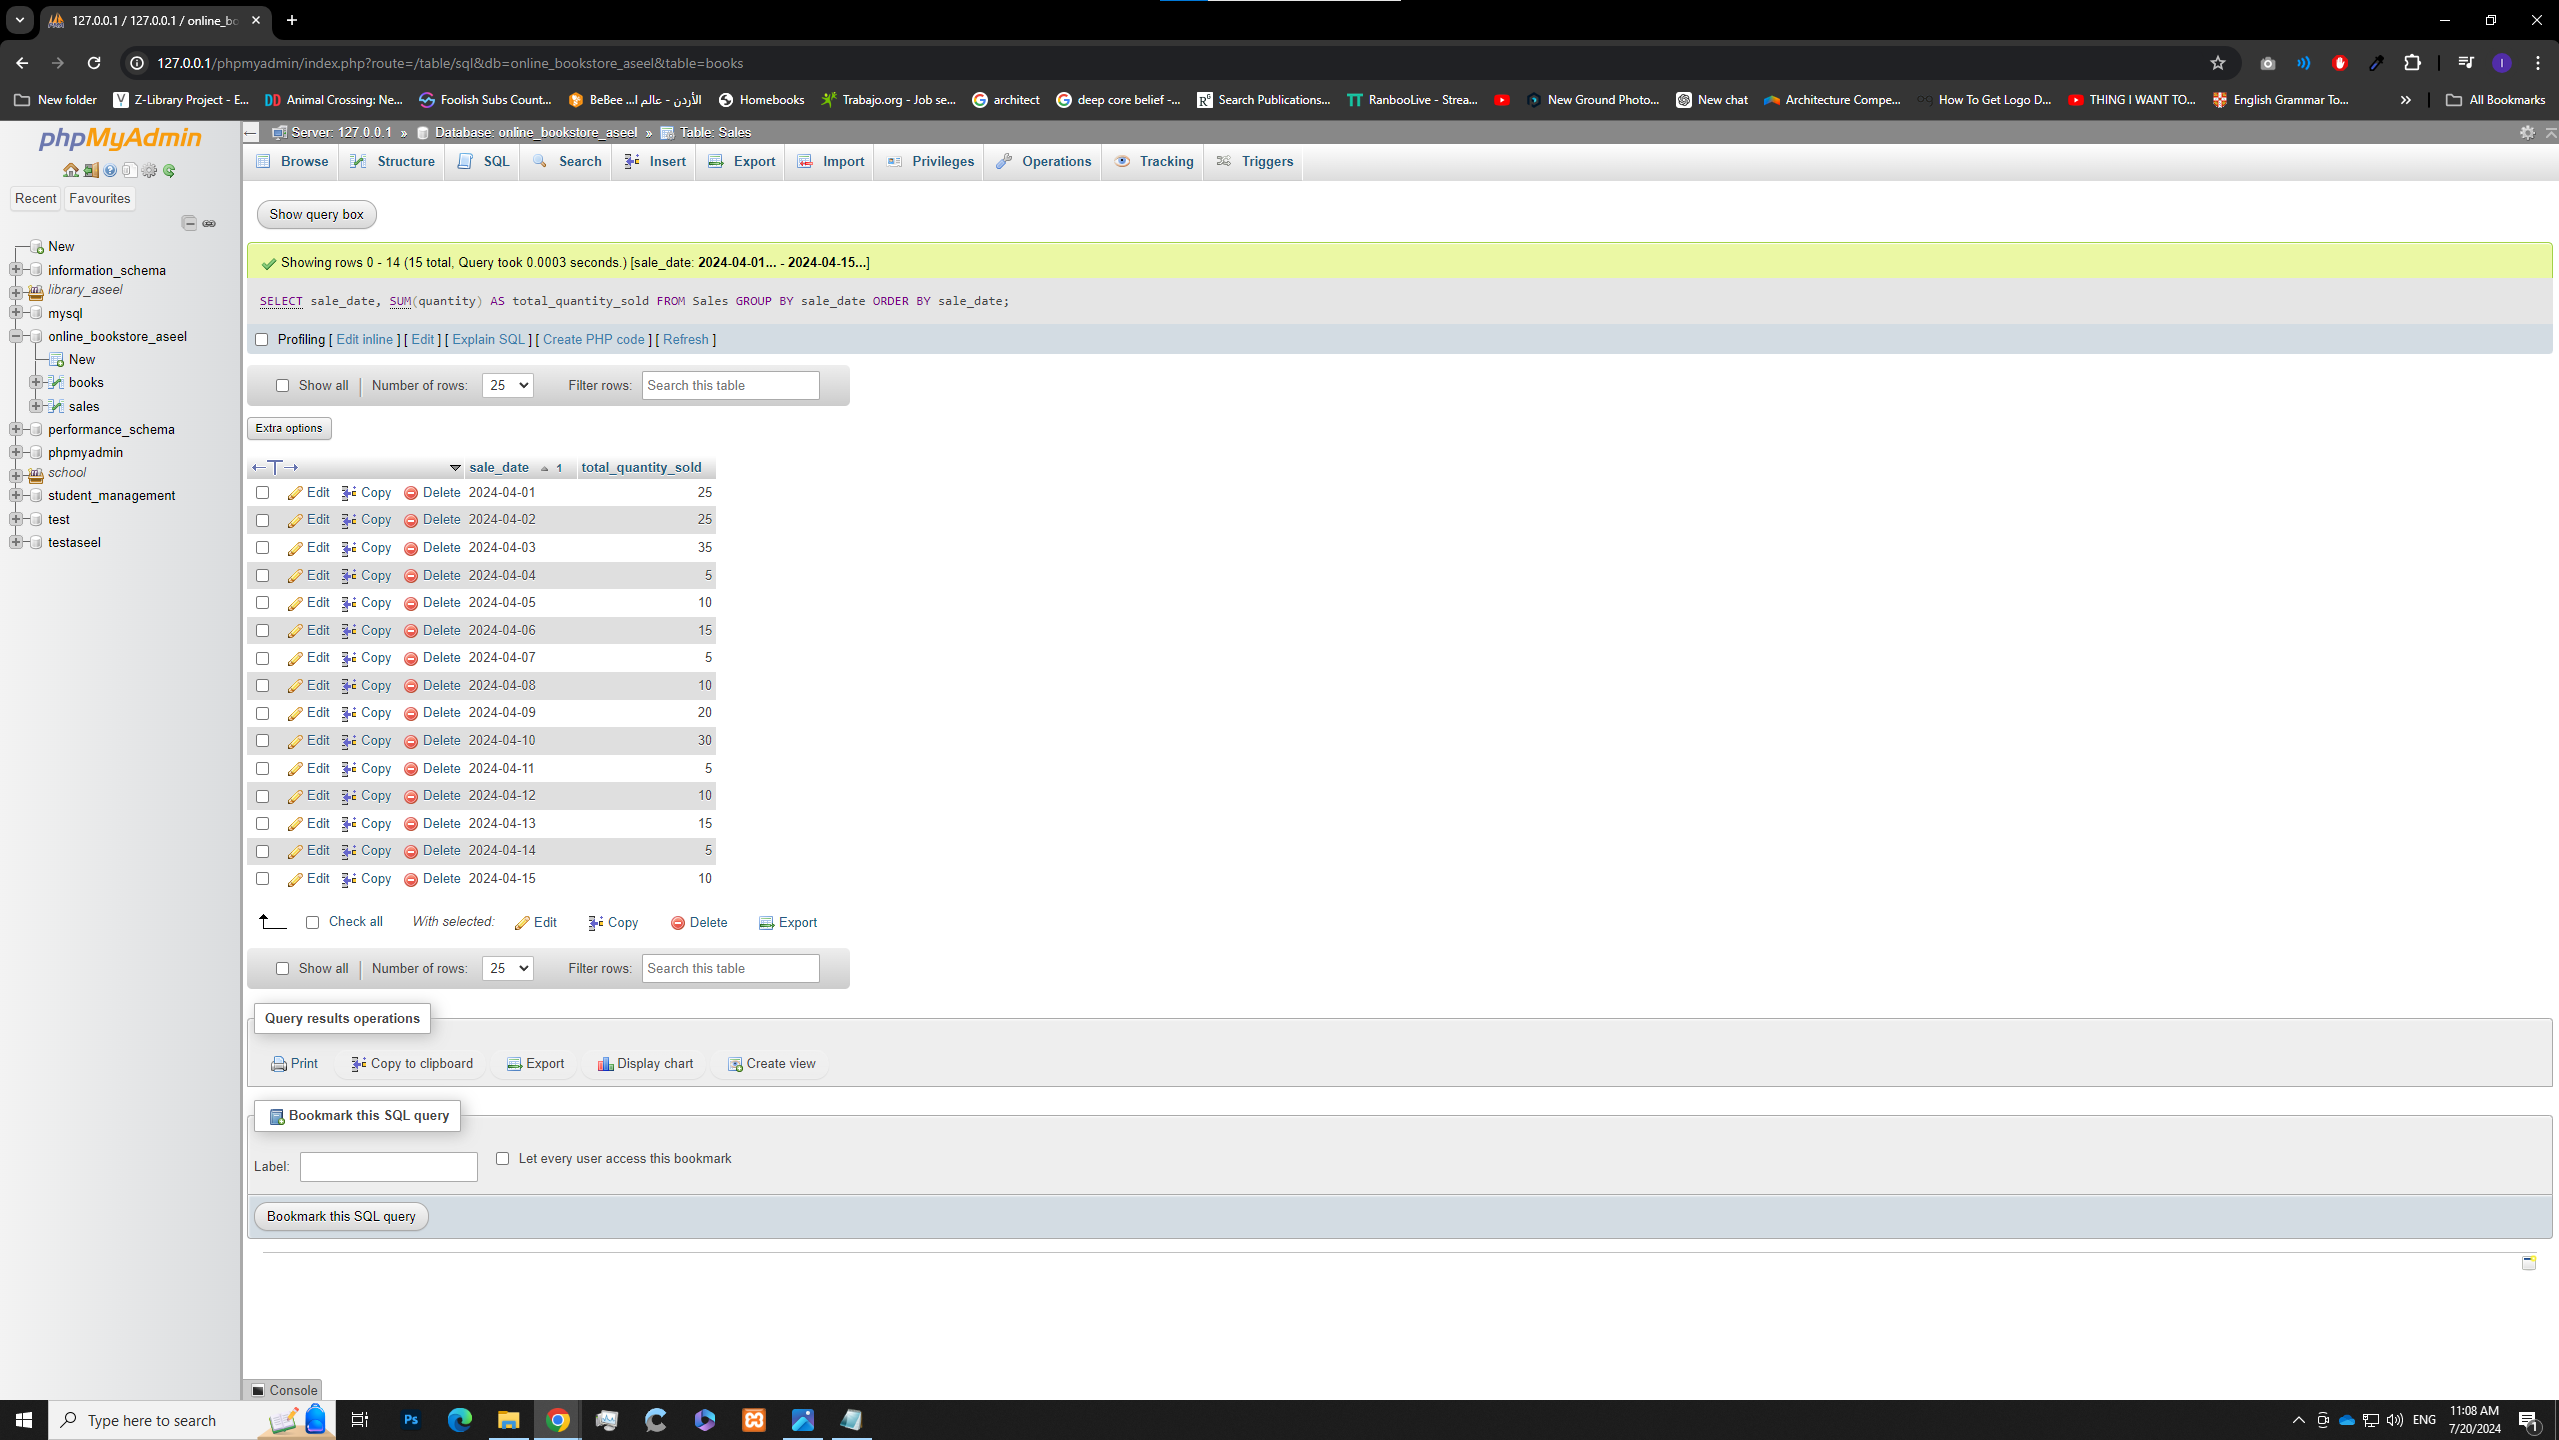 127.0.0.1 / 127.0.0.1 / online_bo
127.0.0.1/phpmyadmin/index.php?route=/table/sql&db=online_bookstore_aseel&table=books
New folder Z-Library Project - E... Animal Crossing: Ne... Foolish Subs Count... BeBee ... الأردن - عالم ا Homebooks Trabajo.org - Job se... architect deep core belief -... Search Publications... RanbooLive - Strea... New Ground Photo... New chat Architecture Compe... How To Get Logo D... THING I WANT TO... English Grammar To... » All Bookmarks
phpMyAdmin
Recent Favourites
New
information_schema
library_aseel
mysql
online_bookstore_aseel
New
books
sales
performance_schema
phpmyadmin
school
student_management
test
testaseel
Server: 127.0.0.1 » Database: online_bookstore_aseel » Table: Sales
Browse Structure SQL Search Insert Export Import Privileges Operations Tracking Triggers
Show query box
Showing rows 0 - 14 (15 total, Query took 0.0003 seconds.) [sale_date: 2024-04-01... - 2024-04-15...]
SELECT sale_date, SUM(quantity) AS total_quantity_sold FROM Sales GROUP BY sale_date ORDER BY sale_date;
Profiling [ Edit inline ] [ Edit ] [ Explain SQL ] [ Create PHP code ] [ Refresh ]
Show all Number of rows: 25 Filter rows: Search this table
Extra options
←T→ sale_date 1 total_quantity_sold
Edit Copy Delete 2024-04-01 25
Edit Copy Delete 2024-04-02 25
Edit Copy Delete 2024-04-03 35
Edit Copy Delete 2024-04-04 5
Edit Copy Delete 2024-04-05 10
Edit Copy Delete 2024-04-06 15
Edit Copy Delete 2024-04-07 5
Edit Copy Delete 2024-04-08 10
Edit Copy Delete 2024-04-09 20
Edit Copy Delete 2024-04-10 30
Edit Copy Delete 2024-04-11 5
Edit Copy Delete 2024-04-12 10
Edit Copy Delete 2024-04-13 15
Edit Copy Delete 2024-04-14 5
Edit Copy Delete 2024-04-15 10
Check all With selected: Edit Copy Delete Export
Show all Number of rows: 25 Filter rows: Search this table
Query results operations
Print Copy to clipboard Export Display chart Create view
Bookmark this SQL query
Label: Let every user access this bookmark
Bookmark this SQL query
Console
Type here to search
Ps
ENG
11:08 AM
7/20/2024
1